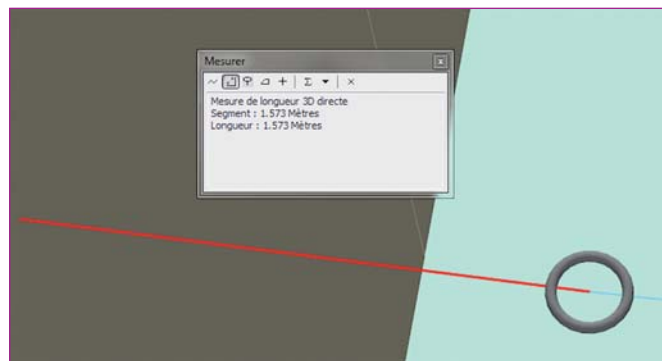 Mesurer
Mesure de longueur 3D directe
Segment : 1.573 Mètres
Longueur : 1.573 Mètres